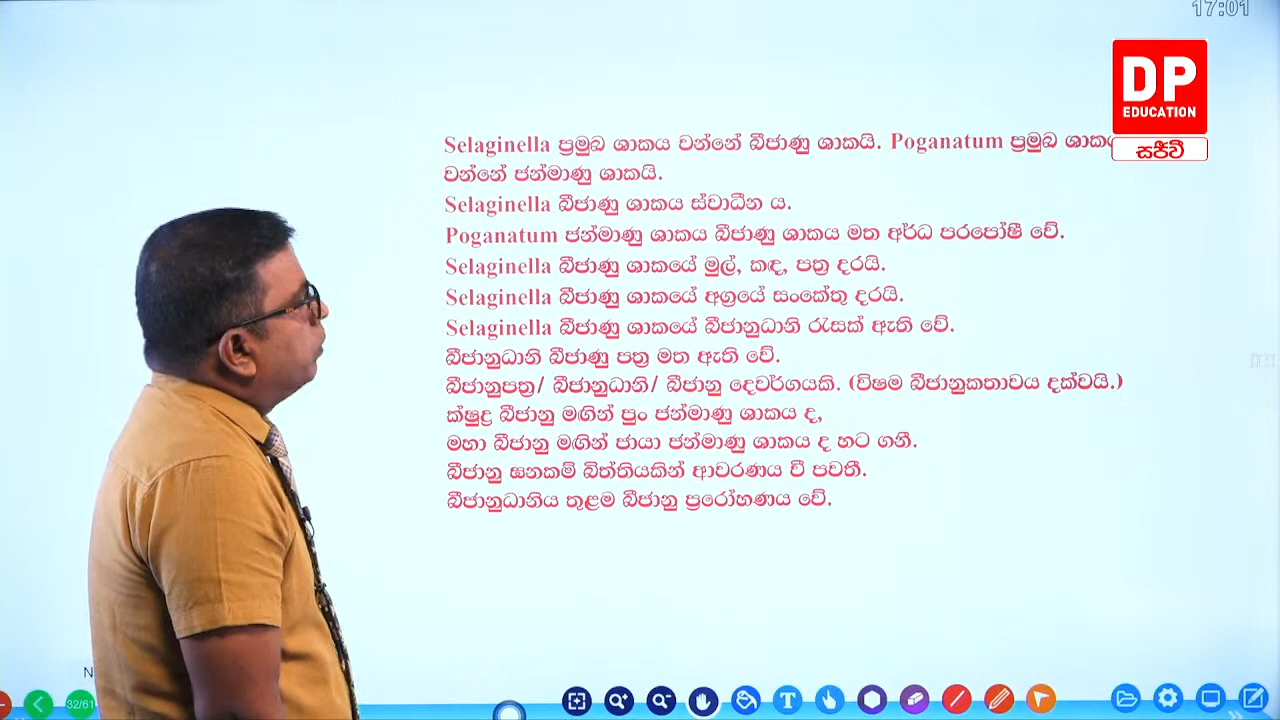 17:01
DP
EDUCATION
සජීවී
Selaginella ප්‍රමුඛ ශාකය වන්නේ බීජාණු ශාකයි. Poganatum ප්‍රමුඛ
වන්නේ ජන්මාණු ශාකයි.
Selaginella බීජාණු ශාකය ස්වාධීන ය.
Poganatum ජන්මාණු ශාකය බීජාණු ශාකය මත අර්ධ පරපෝෂී වේ.
Selaginella බීජාණු ශාකයේ මුල්, කඳ, පත්‍ර දරයි.
Selaginella බීජාණු ශාකයේ අග්‍රයේ සංකේතු දරයි.
Selaginella බීජාණු ශාකයේ බීජානුධානි රැසක් ඇති වේ.
බීජානුධානි බීජාණු පත්‍ර මත ඇති වේ.
බීජානුපත්‍ර/ බීජානුධානි/ බීජානු දෙවර්ගයකි. (විෂම බීජානුකතාවය දක්වයි.)
ක්ෂුද්‍ර බීජානු මඟින් පුං ජන්මාණු ශාකය ද,
මහා බීජානු මඟින් ජායා ජන්මාණු ශාකය ද හට ගනී.
බීජානු ඝනකම් බිත්තියකින් ආවරණය වී පවතී.
බීජානුධානිය තුළම බීජානු ප්‍රරෝහණය වේ.
32/61